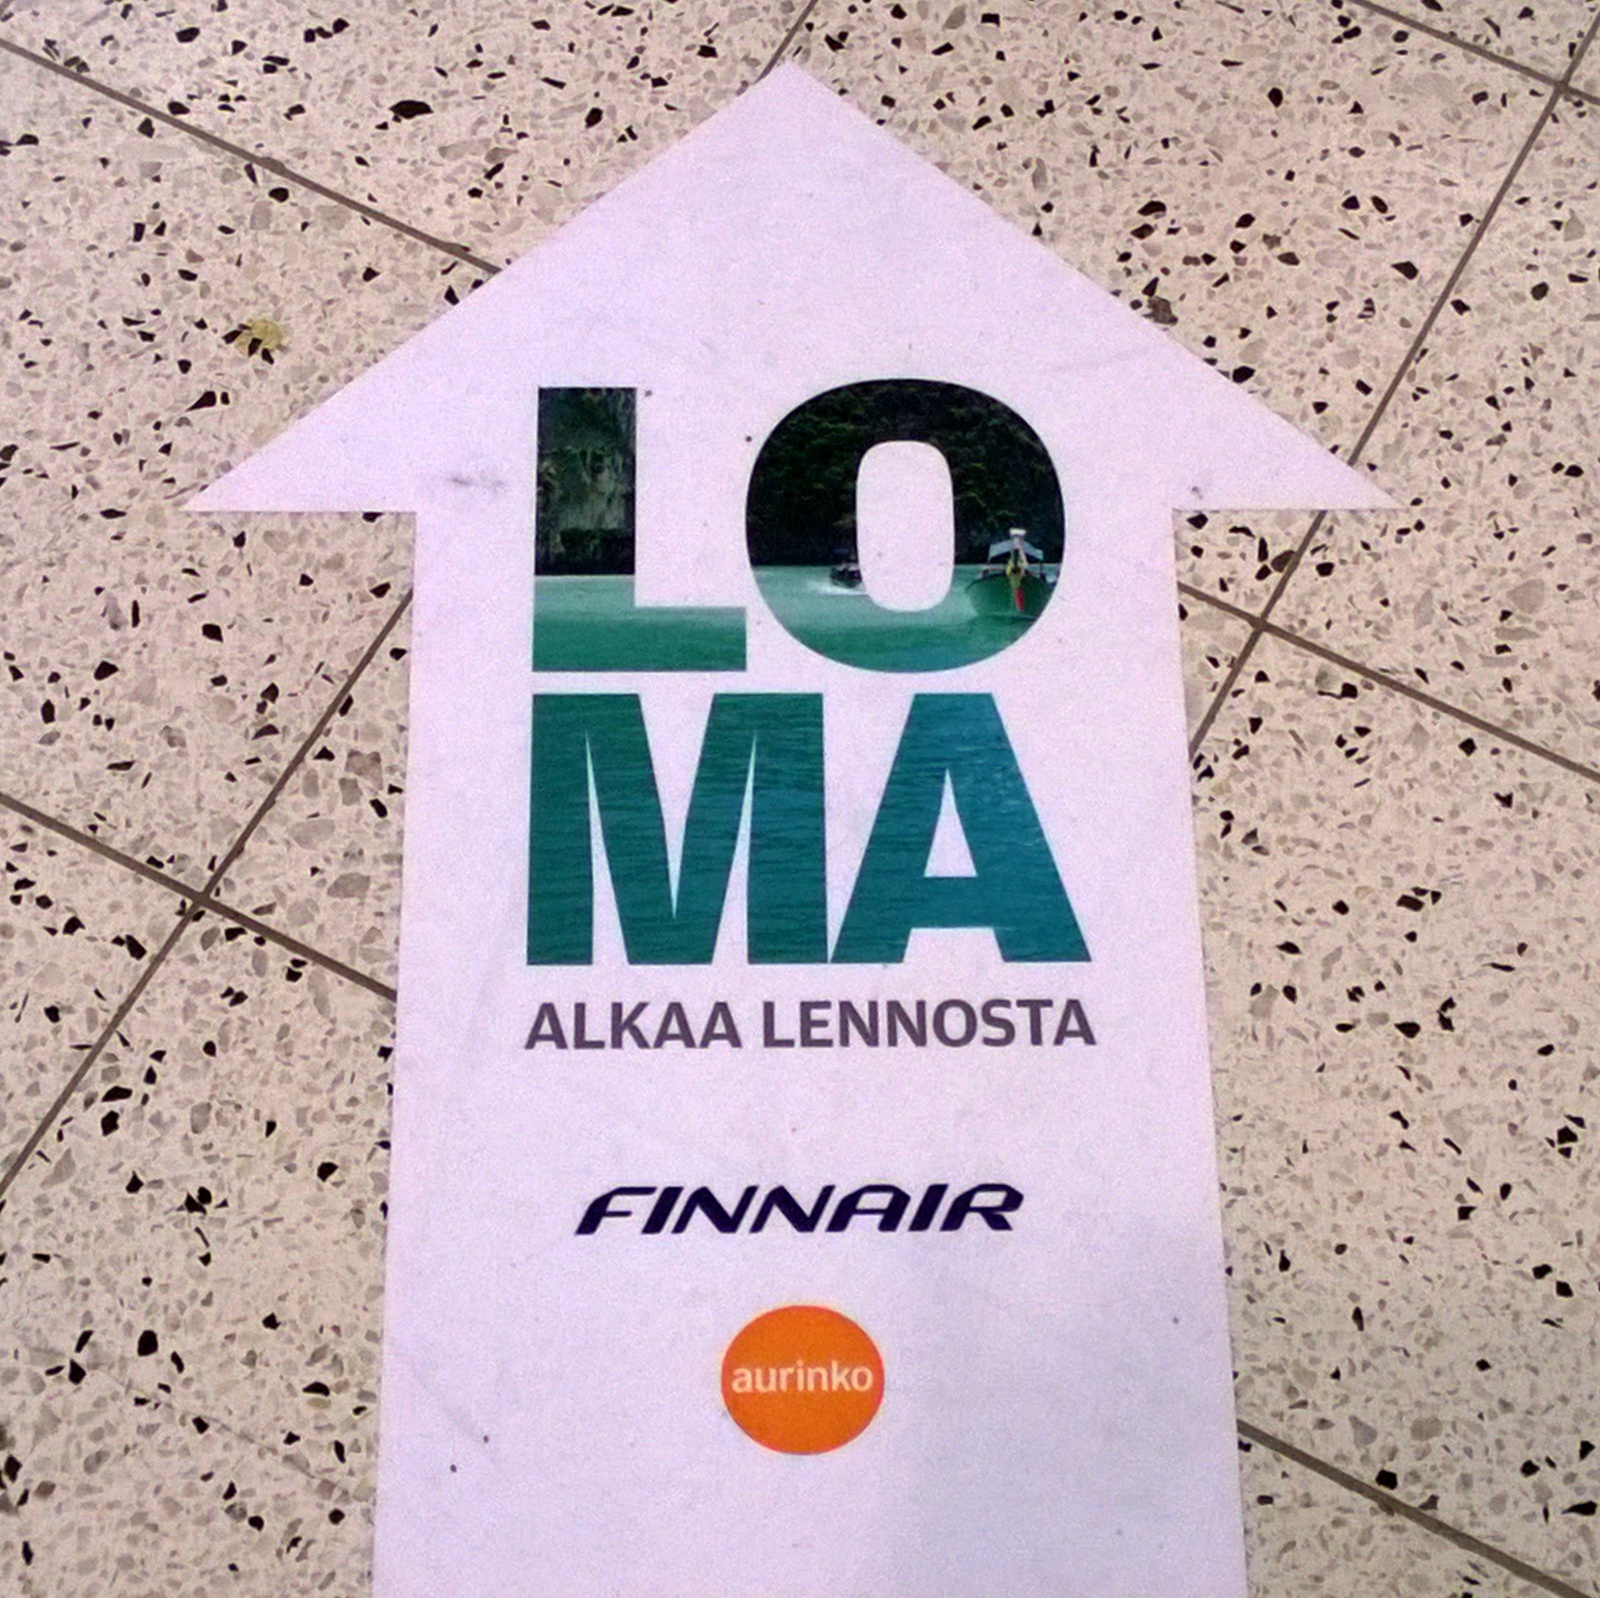 LO
MA
ALKAA LENNOSTA
FINNAIR
aurinko